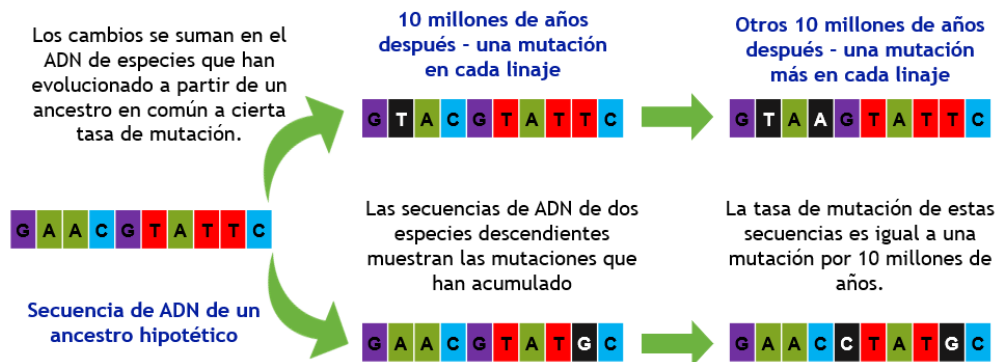 Los cambios se suman en el
ADN de especies que han
evolucionado a partir de un
ancestro en común a cierta
tasa de mutación.
GAACGTATTC
Secuencia de ADN de un
ancestro hipotético
10 millones de años
después - una mutación
en cada linaje
GTACGTATTC
Las secuencias de ADN de dos
especies descendientes
muestran las mutaciones que
han acumulado
GAACGTATGC
Otros 10 millones de años
después - una mutación
más en cada linaje
GTAAGTATTC
La tasa de mutación de estas
secuencias es igual a una
mutación por 10 millones de
años.
GAACCTATGC